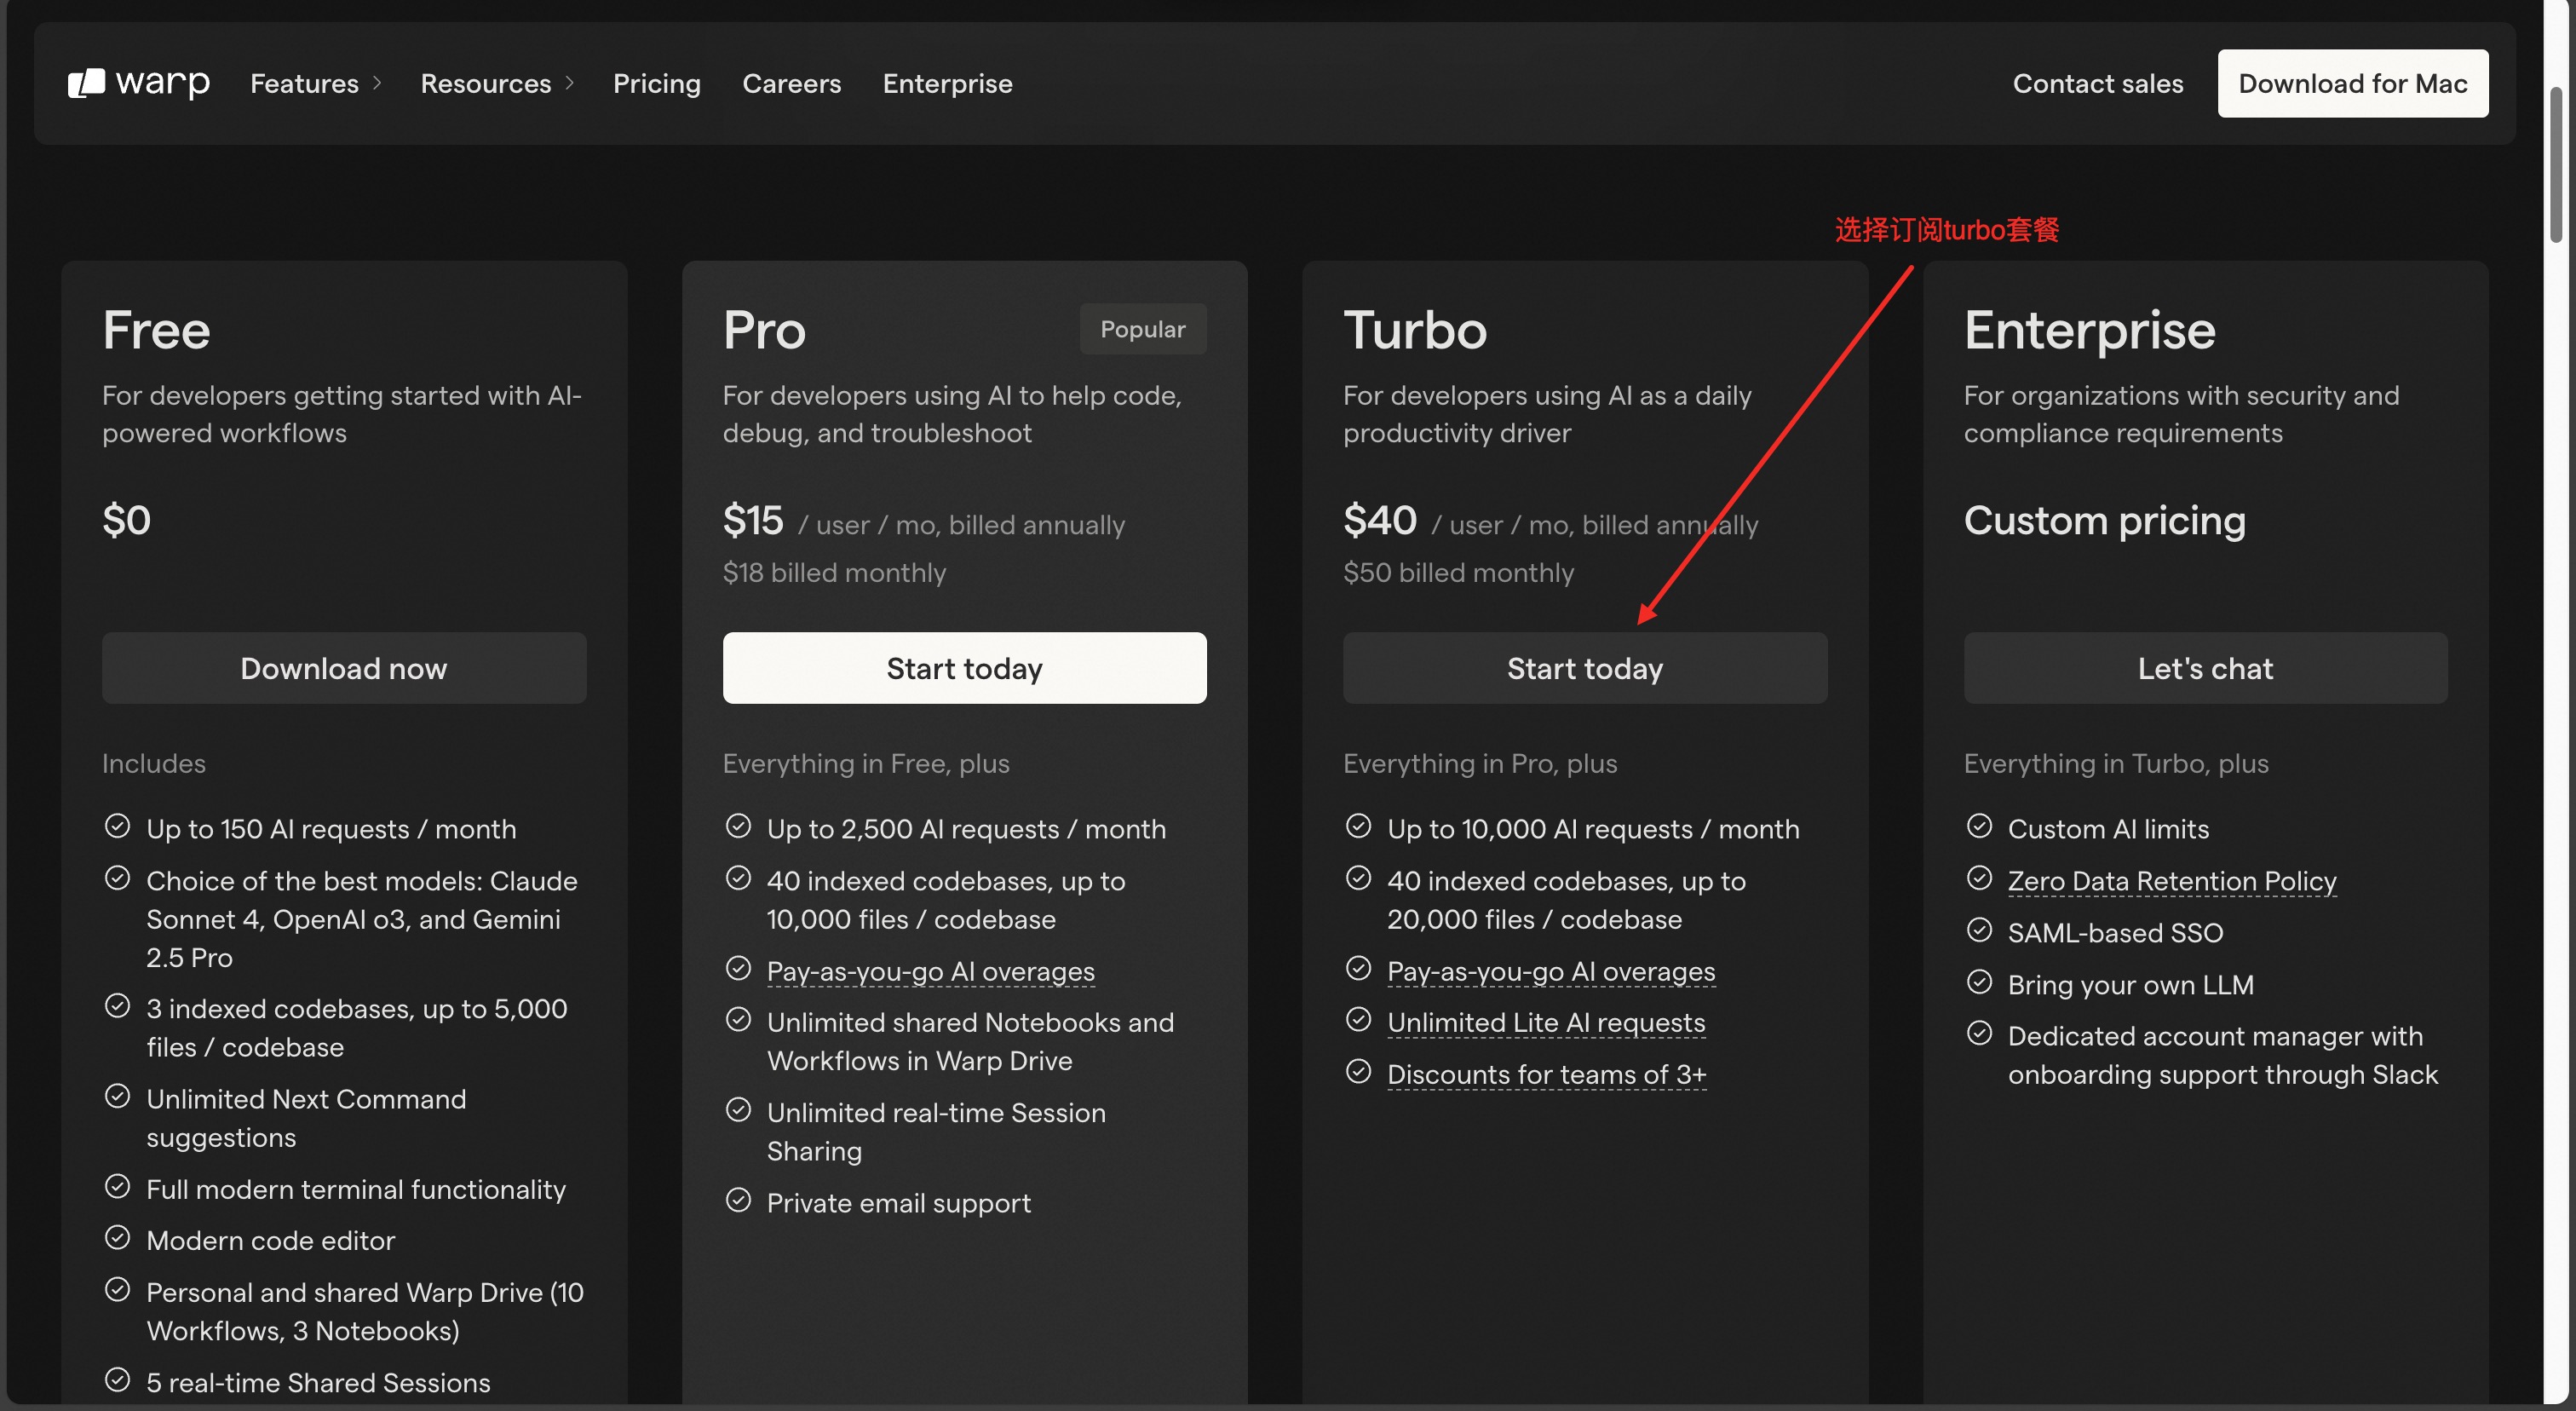 warp
Features
Resources
Pricing
Careers
Enterprise
Contact sales
Download for Mac
选择订阅turbo套餐
Free
For developers getting started with AI-
powered workflows
$0
Download now
Includes
Up to 150 AI requests / month
Choice of the best models: Claude
Sonnet 4, OpenAI o3, and Gemini
2.5 Pro
3 indexed codebases, up to 5,000
files / codebase
Unlimited Next Command
suggestions
Full modern terminal functionality
Modern code editor
Personal and shared Warp Drive (10
Workflows, 3 Notebooks)
5 real-time Shared Sessions
Pro
Popular
For developers using AI to help code,
debug, and troubleshoot
$15 / user / mo, billed annually
$18 billed monthly
Start today
Everything in Free, plus
Up to 2,500 AI requests / month
40 indexed codebases, up to
10,000 files / codebase
Pay-as-you-go AI overages
Unlimited shared Notebooks and
Workflows in Warp Drive
Unlimited real-time Session
Sharing
Private email support
Turbo
For developers using AI as a daily
productivity driver
$40 / user / mo, billed annually
$50 billed monthly
Start today
Everything in Pro, plus
Up to 10,000 AI requests / month
40 indexed codebases, up to
20,000 files / codebase
Pay-as-you-go AI overages
Unlimited Lite AI requests
Discounts for teams of 3+
Enterprise
For organizations with security and
compliance requirements
Custom pricing
Let's chat
Everything in Turbo, plus
Custom AI limits
Zero Data Retention Policy
SAML-based SSO
Bring your own LLM
Dedicated account manager with
onboarding support through Slack